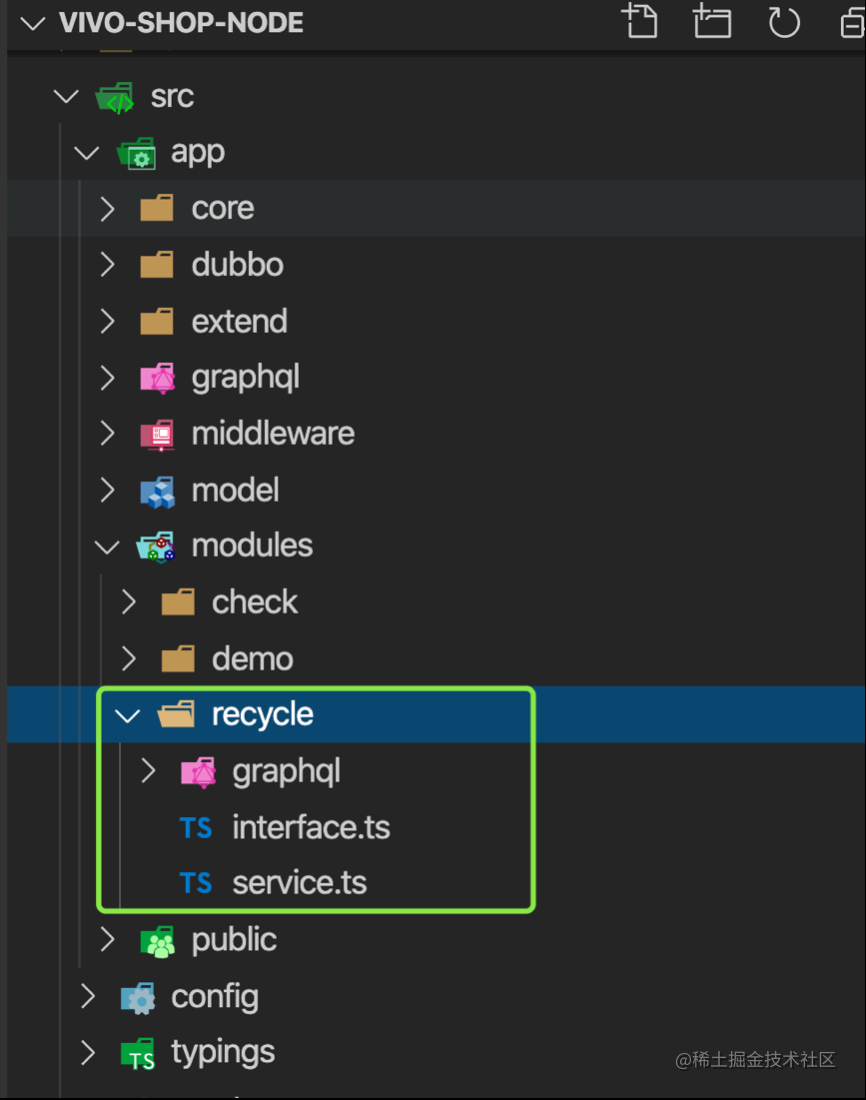 VIVO-SHOP-NODE
src
app
core
dubbo
extend
graphql
middleware
model
modules
check
demo
recycle
graphql
TS interface.ts
TS service.ts
public
config
TS typings
@稀土掘金技术社区